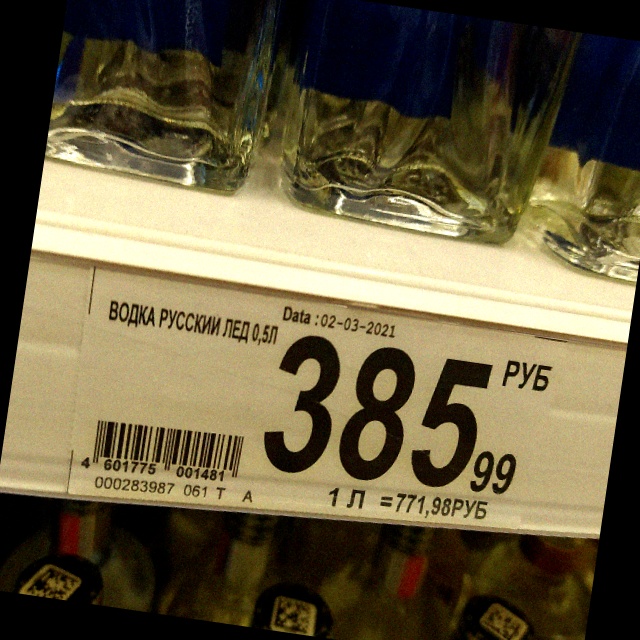 ВОДКА РУССКИЙ ЛЕД 0,5Л
Data : 02-03-2021
385 99 РУБ
4 601775 001481
000283987 061 Т А
1 Л =771,98РУБ